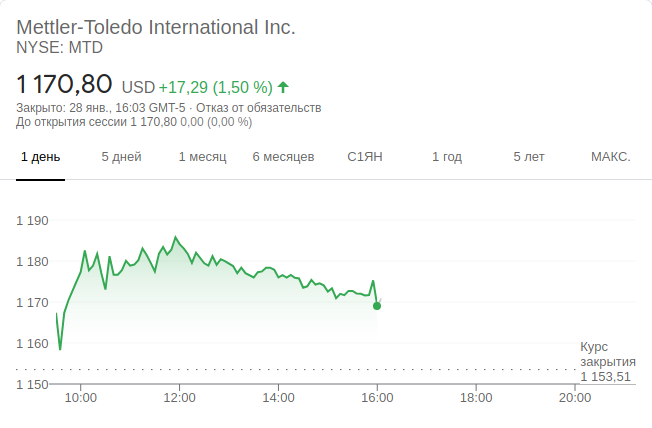 Mettler-Toledo International Inc.
NYSE: MTD
1 170,80 USD +17,29 (1,50 %)
Закрыто: 28 янв., 16:03 GMT-5 · Отказ от обязательств
До открытия сессии 1 170,80 0,00 (0,00 %)
1 день 5 дней 1 месяц 6 месяцев С1ЯН 1 год 5 лет МАКС.
1 190
1 180
1 170
1 160
Курс
закрытия
1 153,51
1 150
10:00 12:00 14:00 16:00 18:00 20:00